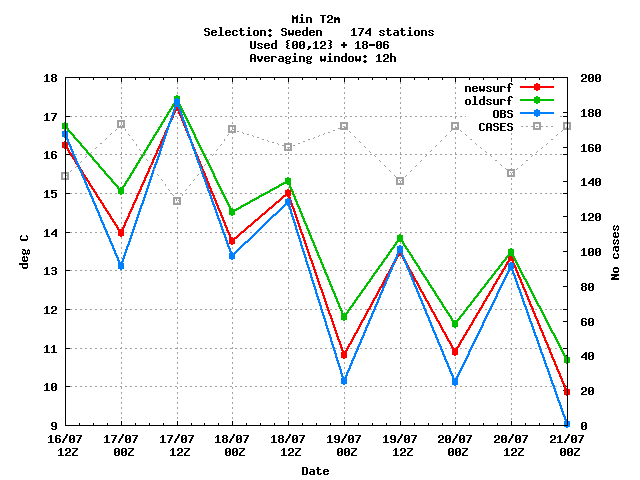 Min T2m
Selection: Sweden    174 stations
Used {00,12} + 18-06
Averaging window: 12h
18
17
16
15
14
13
12
11
10
9
deg C
200
180
160
140
120
100
80
60
40
20
0
No cases
newsurf
oldsurf
OBS
CASES
16/07 17/07 17/07 18/07 18/07 19/07 19/07 20/07 20/07 21/07
12Z 00Z 12Z 00Z 12Z 00Z 12Z 00Z 12Z 00Z
Date